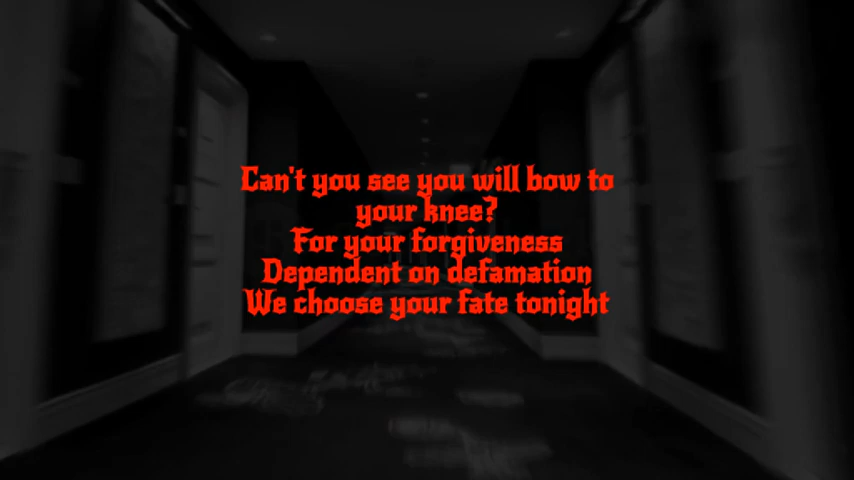 Can't you see you will bow to
your knee?
For your forgiveness
Dependent on defamation
We choose your fate tonight